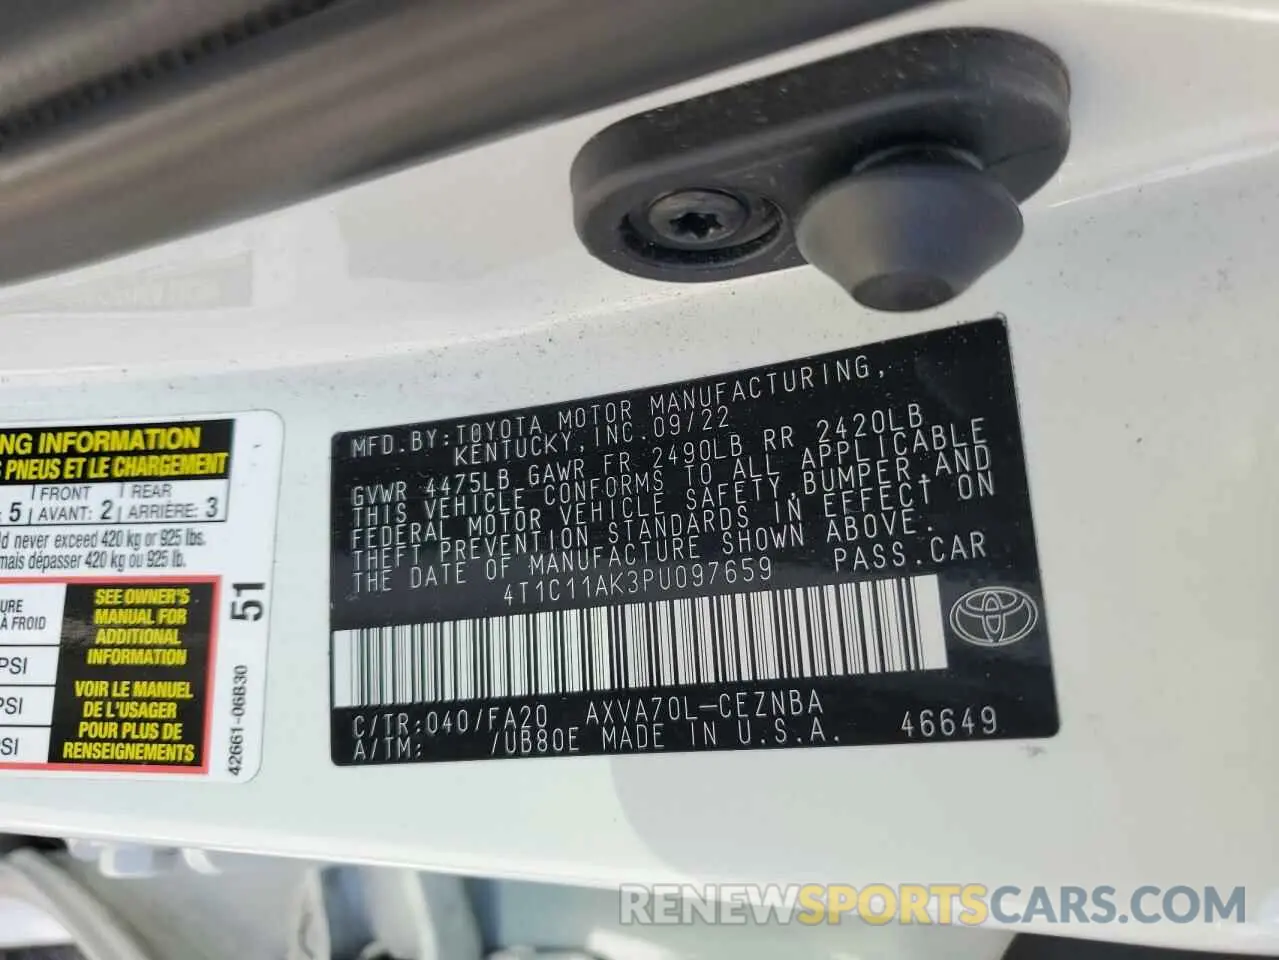 NG INFORMATION
PNEUS ET LE CHARGEMENT
5 FRONT AVANT: 2 REAR ARRIÈRE: 3
never exceed 420 kg or 925 lbs.
mais dépasser 420 kg ou 925 lb.
URE
À FROID
PSI
PSI
SI
SEE OWNER'S
MANUAL FOR
ADDITIONAL
INFORMATION
VOIR LE MANUEL
DE L'USAGER
POUR PLUS DE
RENSEIGNEMENTS
51
42661-06B30
MFD. BY: TOYOTA MOTOR MANUFACTURING,
KENTUCKY, INC. 09/22
GVWR 4475LB GAWR FR 2490LB RR 2420LB
THIS VEHICLE CONFORMS TO ALL APPLICABLE
FEDERAL MOTOR VEHICLE SAFETY, BUMPER, AND
THEFT PREVENTION STANDARDS IN EFFECT ON
THE DATE OF MANUFACTURE SHOWN ABOVE.
4T1C11AK3PU097659 PASS. CAR
C/TR: 040/FA20 AXVA70L-CEZNBA
A/TM: /UB80E MADE IN U.S.A. 46649
RENEWSPORTSCARS.COM